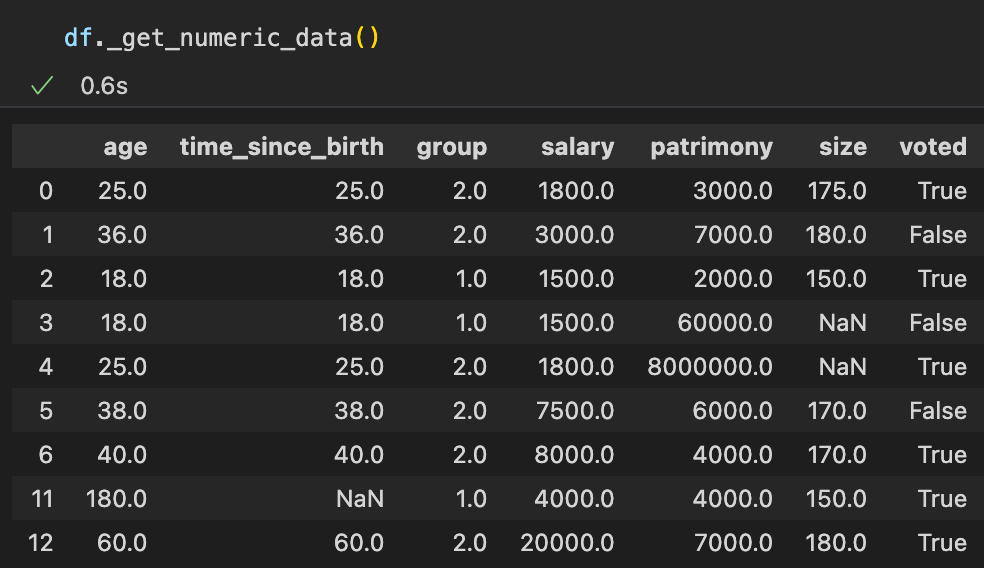 df._get_numeric_data()
0.6s
age time_since_birth group salary patrimony size voted
0 25.0 25.0 2.0 1800.0 3000.0 175.0 True
1 36.0 36.0 2.0 3000.0 7000.0 180.0 False
2 18.0 18.0 1.0 1500.0 2000.0 150.0 True
3 18.0 18.0 1.0 1500.0 60000.0 NaN False
4 25.0 25.0 2.0 1800.0 8000000.0 NaN True
5 38.0 38.0 2.0 7500.0 6000.0 170.0 False
6 40.0 40.0 2.0 8000.0 4000.0 170.0 True
11 180.0 NaN 1.0 4000.0 4000.0 150.0 True
12 60.0 60.0 2.0 20000.0 7000.0 180.0 True